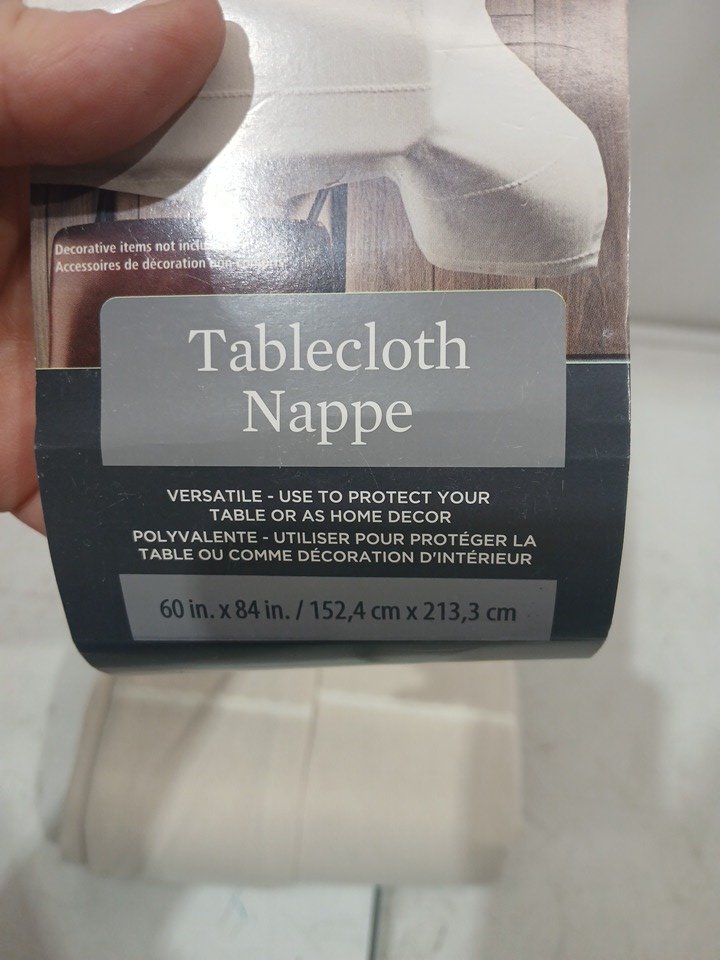 Decorative items not
Accessoires de décoration non
Tablecloth
Nappe
VERSATILE - USE TO PROTECT YOUR
TABLE OR AS HOME DECOR
POLYVALENTE - UTILISER POUR PROTÉGER LA
TABLE OU COMME DÉCORATION D'INTÉRIEUR
60 in. x 84 in. / 152,4 cm x 213,3 cm